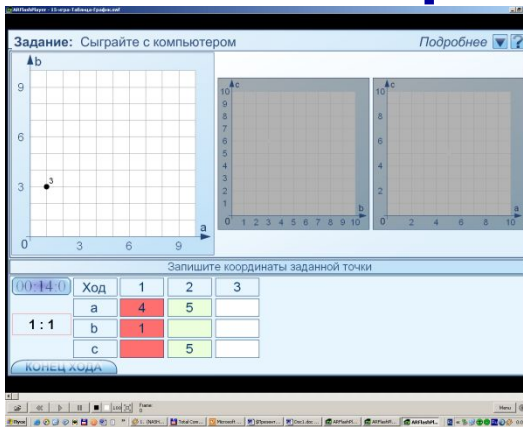 Задание: Сыграйте с компьютером
Подробнее
b
9
6
3
3
0 3 6 9
a
c
10
9
8
7
6
5
4
3
2
1
b
0 1 2 3 4 5 6 7 8 9 10
c
10
8
6
4
2
a
0 2 4 6 8 10
Запишите координаты заданной точки
Ход 1 2 3
a 4 5
1 : 1
b 1
c 5
КОНЕЦ ХОДА
Menu